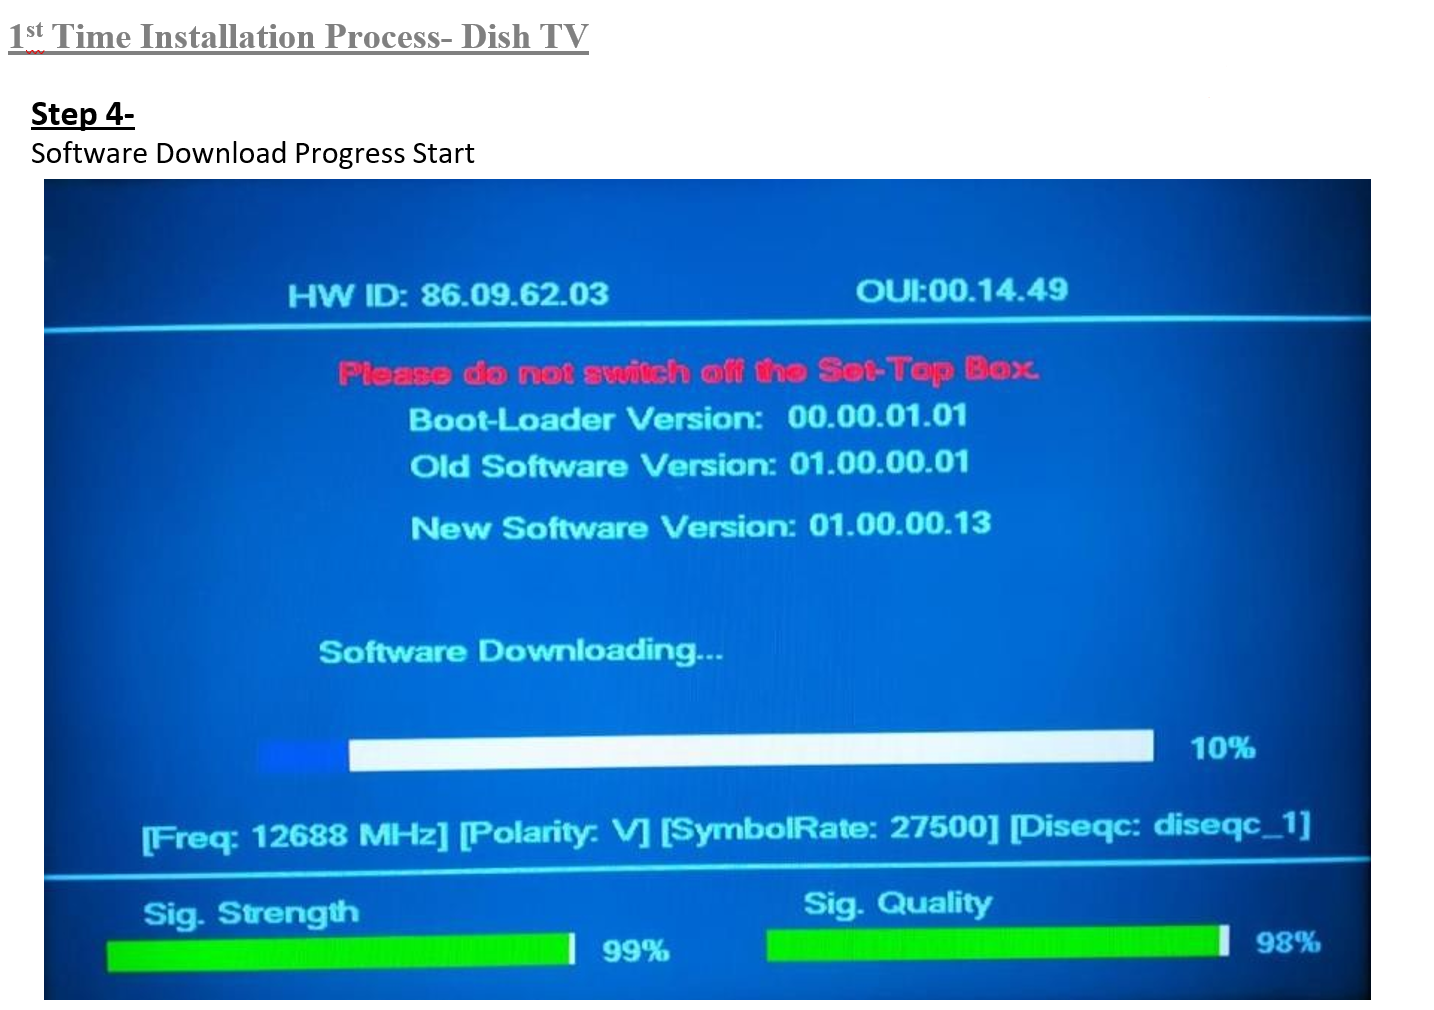 1st Time Installation Process- Dish TV
Step 4-
Software Download Progress Start
HW ID: 86.09.62.03 OUI:00.14.49
Please do not switch off the Set-Top Box.
Boot-Loader Version: 00.00.01.01
Old Software Version: 01.00.00.01
New Software Version: 01.00.00.13
Software Downloading...
10%
[Freq: 12688 MHz] [Polarity: V] [SymbolRate: 27500] [Diseqc: diseqc_1]
Sig. Strength Sig. Quality
99% 98%